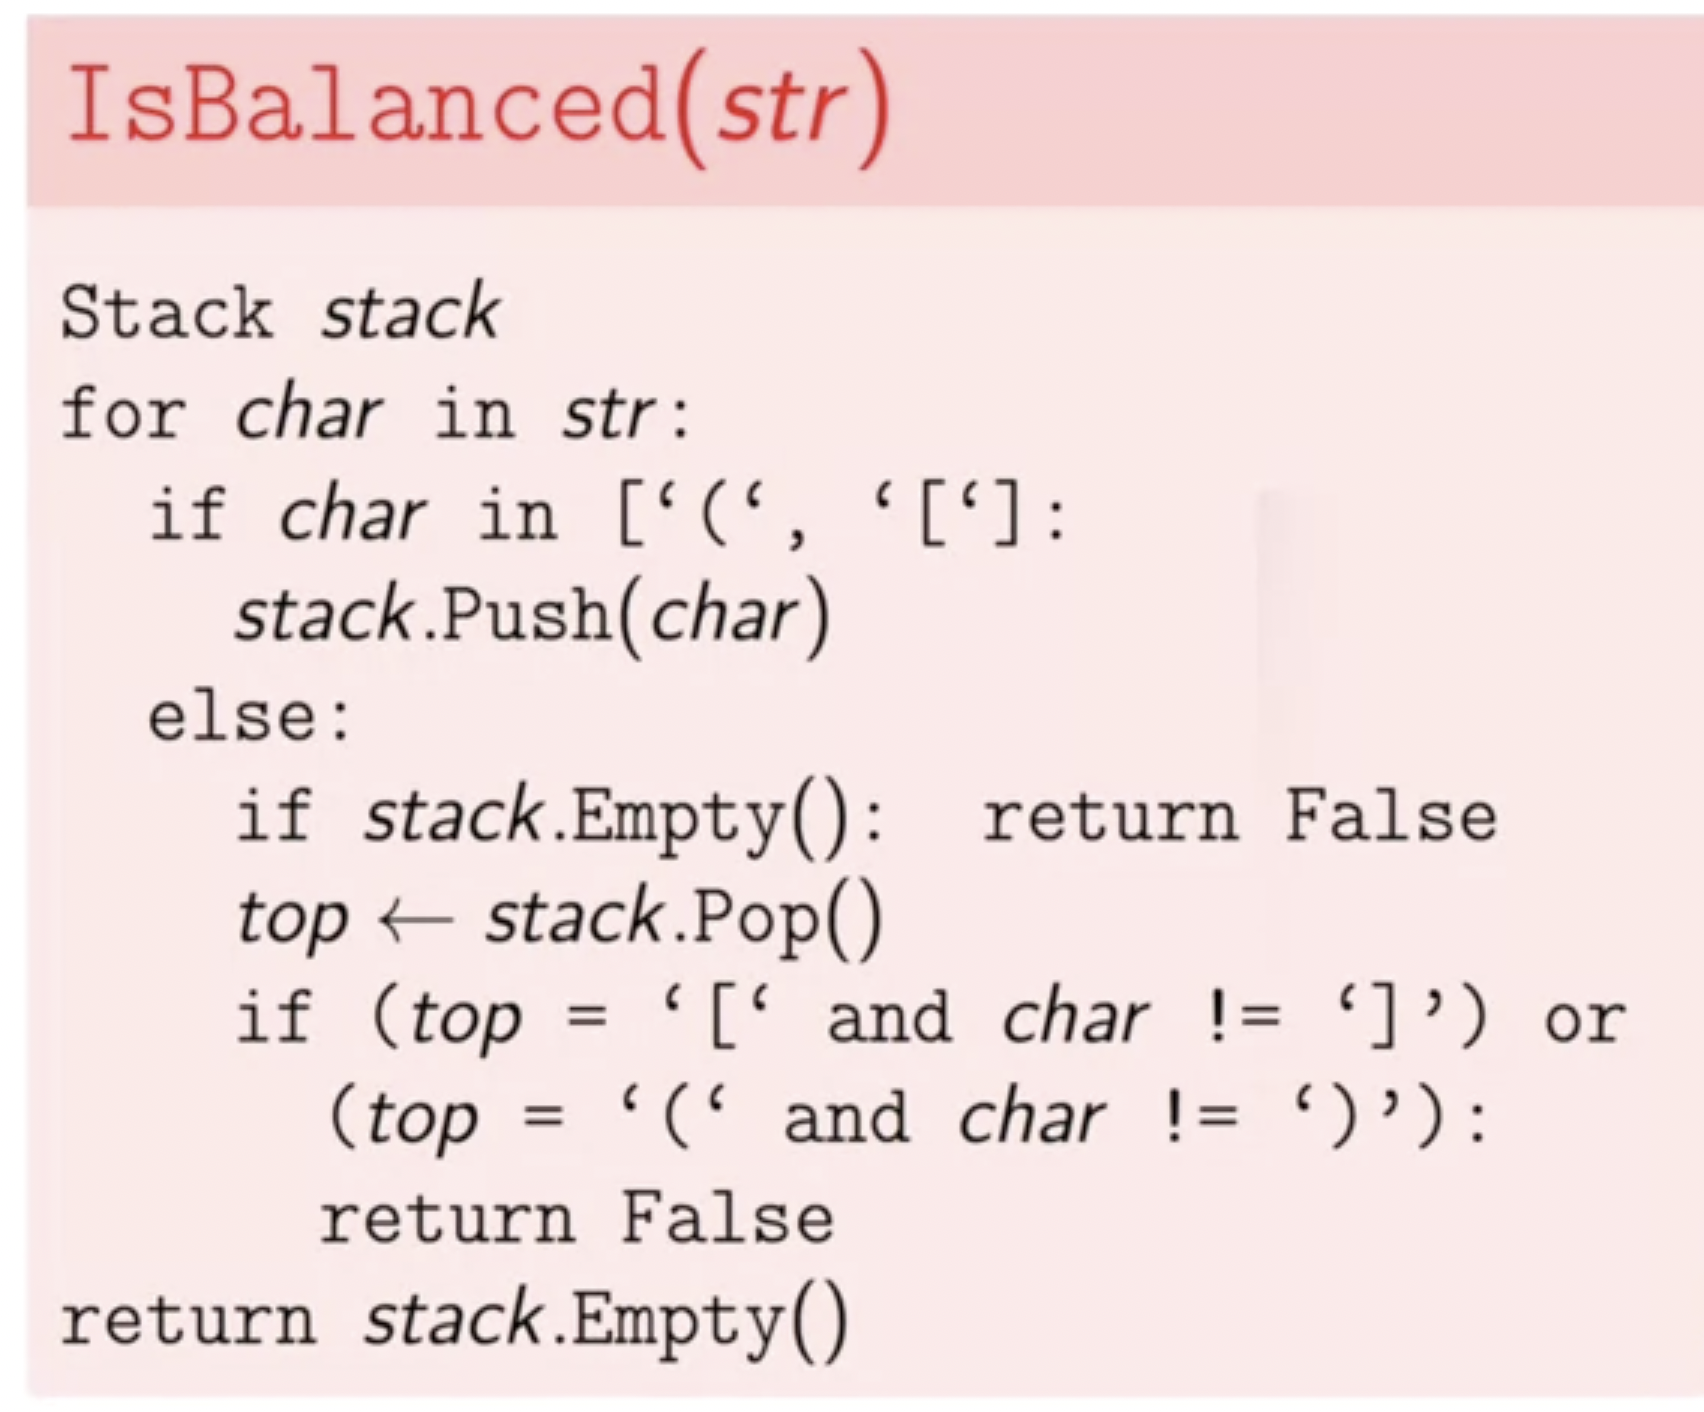 IsBalanced(str)
Stack stack
for char in str:
if char in [‘(‘, ‘[‘]:
stack.Push(char)
else:
if stack.Empty(): return False
top ← stack.Pop()
if (top = ‘[‘ and char != ‘]’) or
(top = ‘(‘ and char != ‘)’):
return False
return stack.Empty()